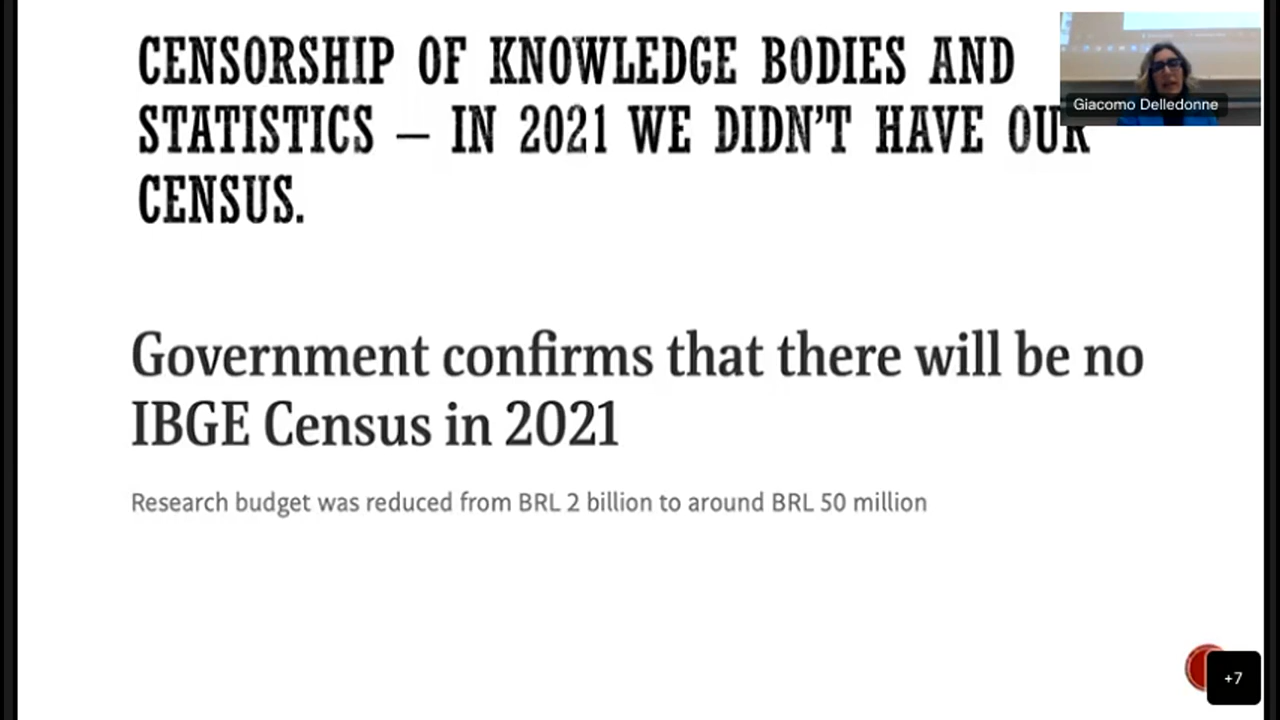 CENSORSHIP OF KNOWLEDGE BODIES AND
STATISTICS – IN 2021 WE DIDN'T HAVE OUR
CENSUS.
Giacomo Delledonne
Government confirms that there will be no
IBGE Census in 2021
Research budget was reduced from BRL 2 billion to around BRL 50 million
+7